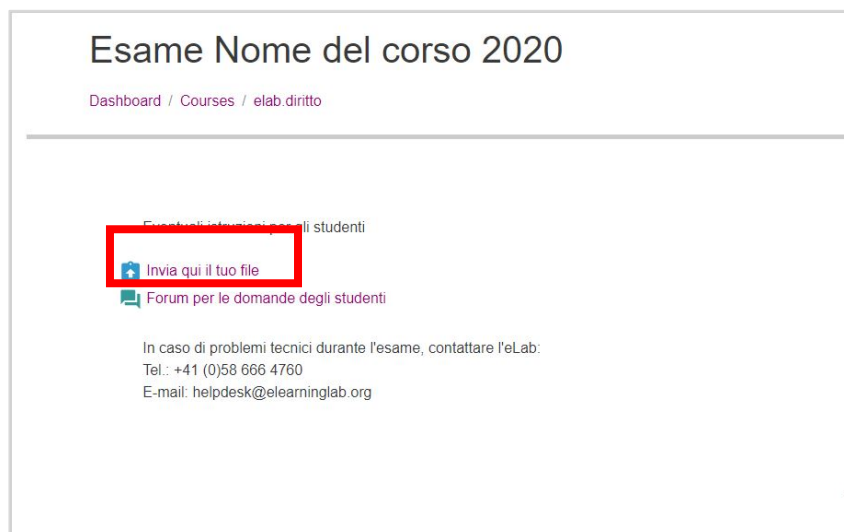 Esame Nome del corso 2020
Dashboard / Courses / elab.diritto
Eventuali istruzioni per gli studenti
Invia qui il tuo file
Forum per le domande degli studenti
In caso di problemi tecnici durante l'esame, contattare l'eLab:
Tel.: +41 (0)58 666 4760
E-mail: helpdesk@elearninglab.org